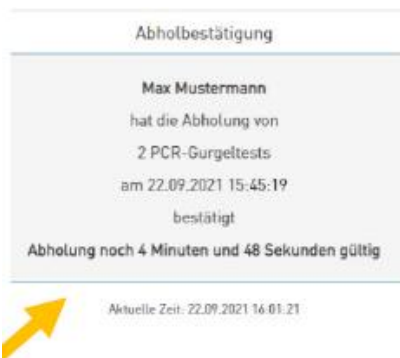 Abholbestätigung
Max Mustermann
hat die Abholung von
2 PCR-Gurgeltests
am 22.09.2021 15:45:19
bestätigt
Abholung noch 4 Minuten und 48 Sekunden gültig
Aktuelle Zeit: 22.09.2021 16:01:21